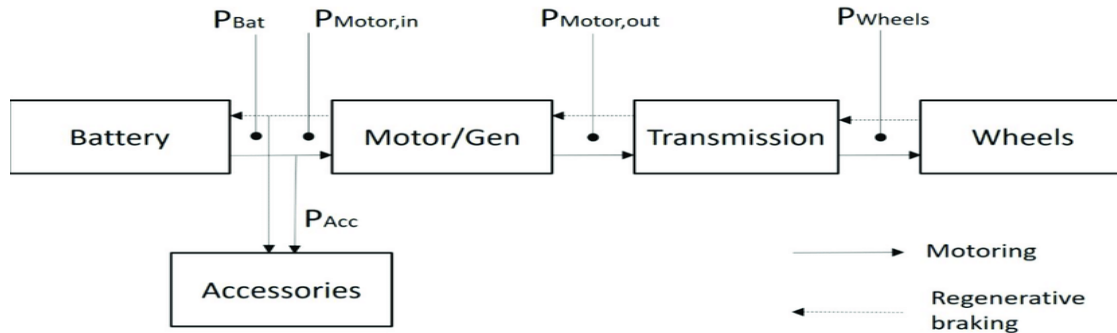 PBat PMotor,in PMotor,out PWheels
Battery Motor/Gen Transmission Wheels
PAcc
Accessories
Motoring
Regenerative
braking